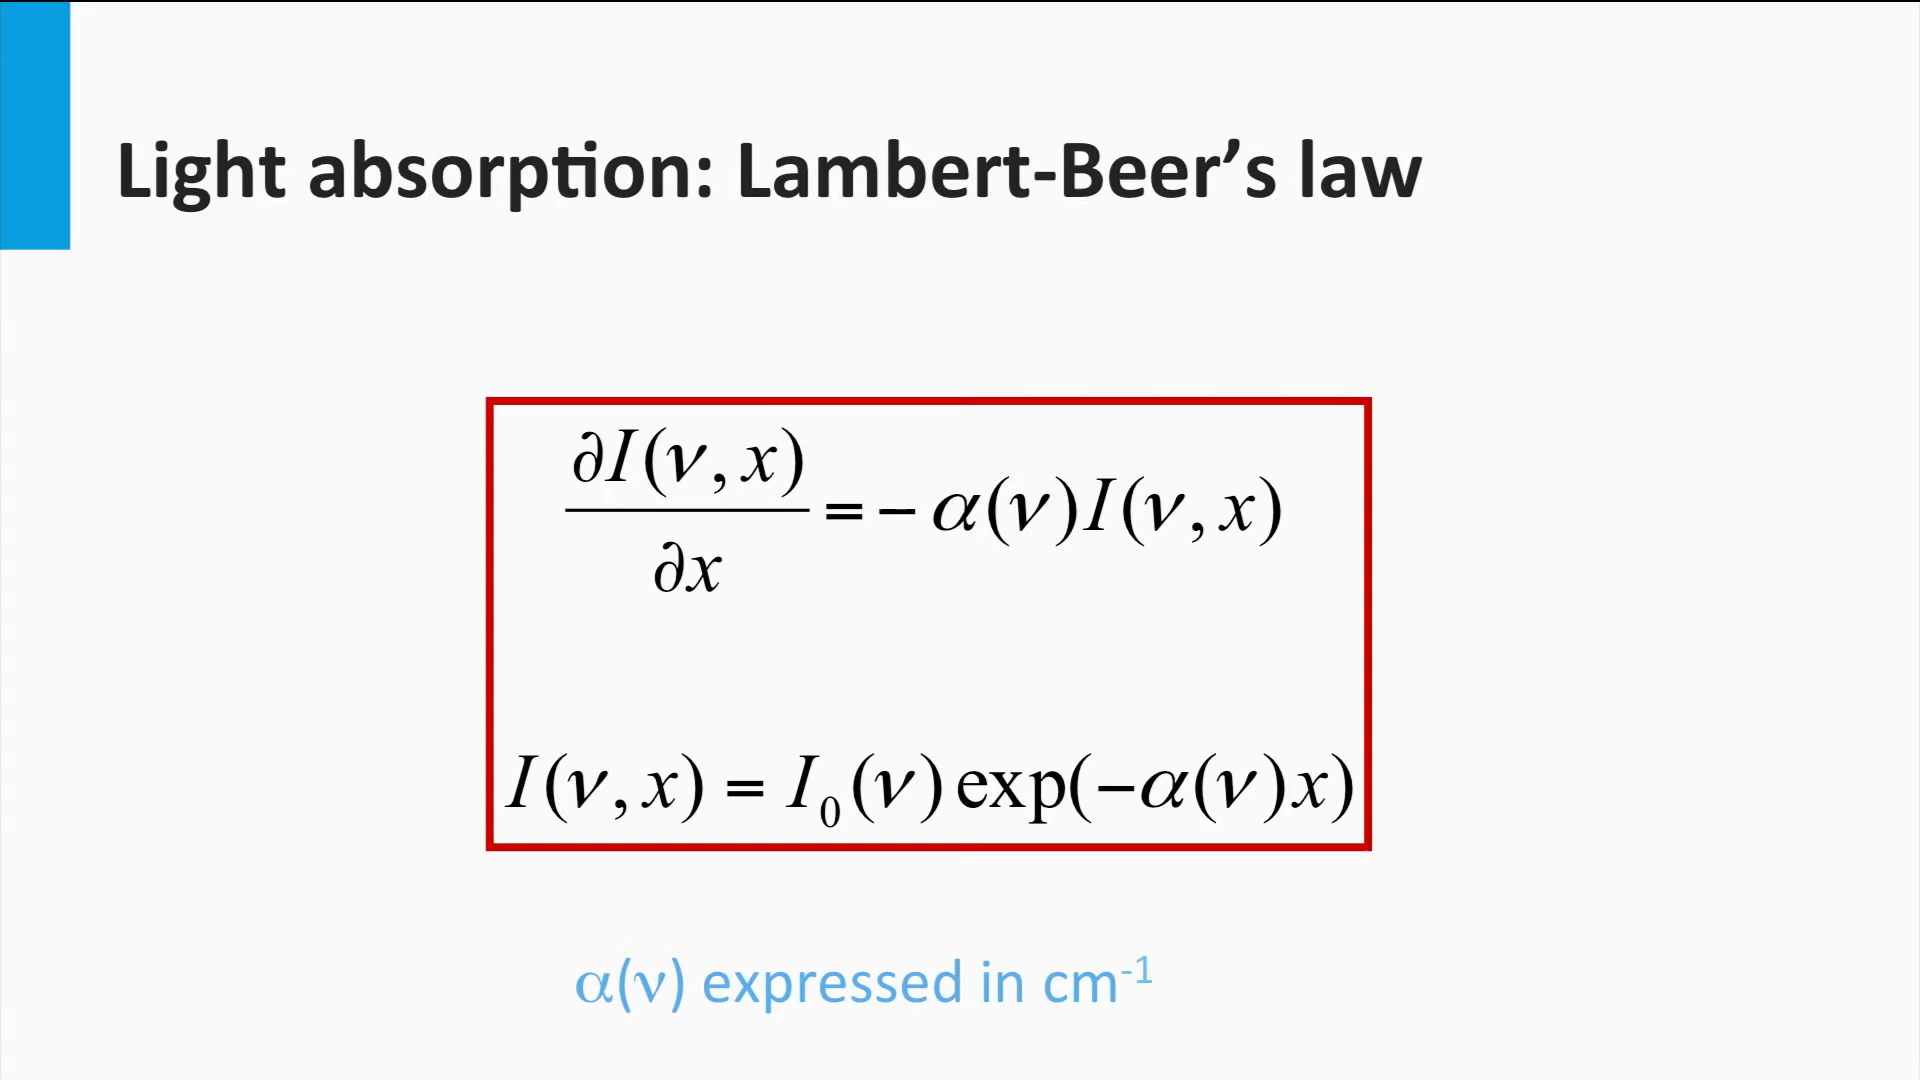 Light absorption: Lambert-Beer’s law
∂I(ν, x)
∂x
= − α(ν)I(ν, x)
I(ν, x) = I₀(ν) exp(−α(ν)x)
α(ν) expressed in cm⁻¹